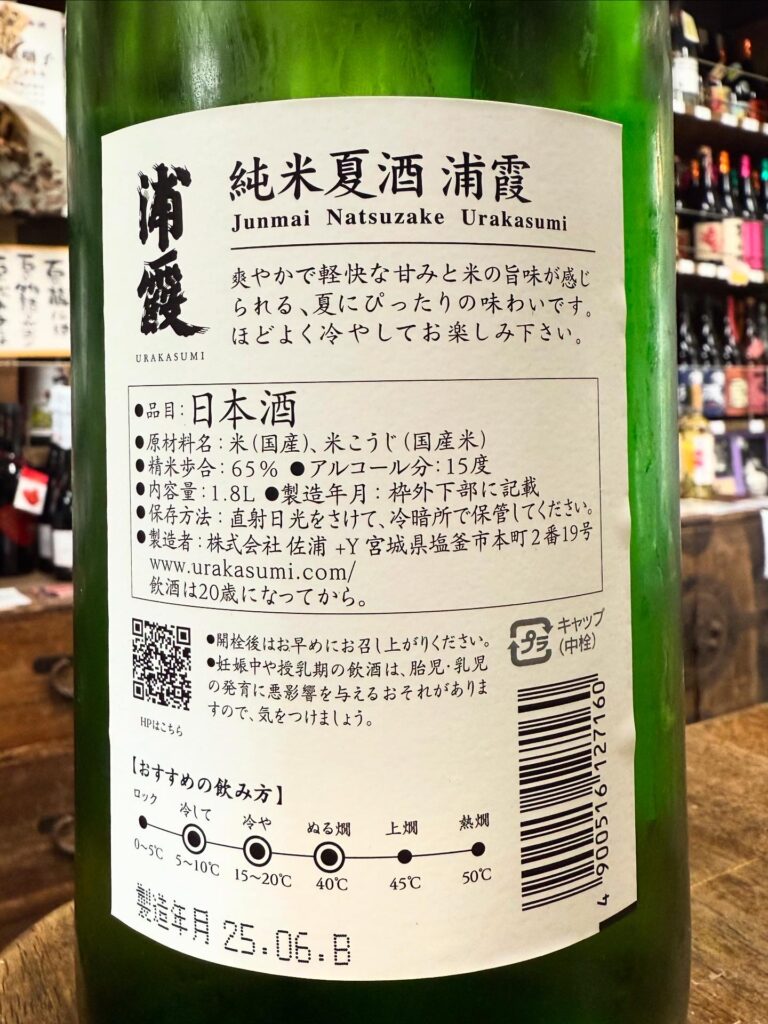 浦霞
URAKASUMI
純米夏酒 浦霞
Junmai Natsuzake Urakasumi
爽やかで軽快な甘みと米の旨味が感じ
られる、夏にぴったりの味わいです。
ほどよく冷やしてお楽しみ下さい。
●品目:日本酒
●原材料名:米(国産)、米こうじ(国産米)
●精米歩合:65% ●アルコール分:15度
●内容量:1.8L ●製造年月:枠外下部に記載
●保存方法:直射日光をさけて、冷暗所で保管してください。
●製造者:株式会社 佐浦 +Y 宮城県塩釜市本町2番19号
www.urakasumi.com/
飲酒は20歳になってから。
HPはこちら
●開栓後はお早めにお召し上がりください。
●妊娠中や授乳期の飲酒は、胎児・乳児
の発育に悪影響を与えるおそれがありま
すので、気をつけましょう。
プラ
キャップ
(中栓)
4 900516 127160
【おすすめの飲み方】
ロック 冷して 冷や ぬる燗 上燗 熱燗
0~5℃ 5~10℃ 15~20℃ 40℃ 45℃ 50℃
製造年月 25.06.B